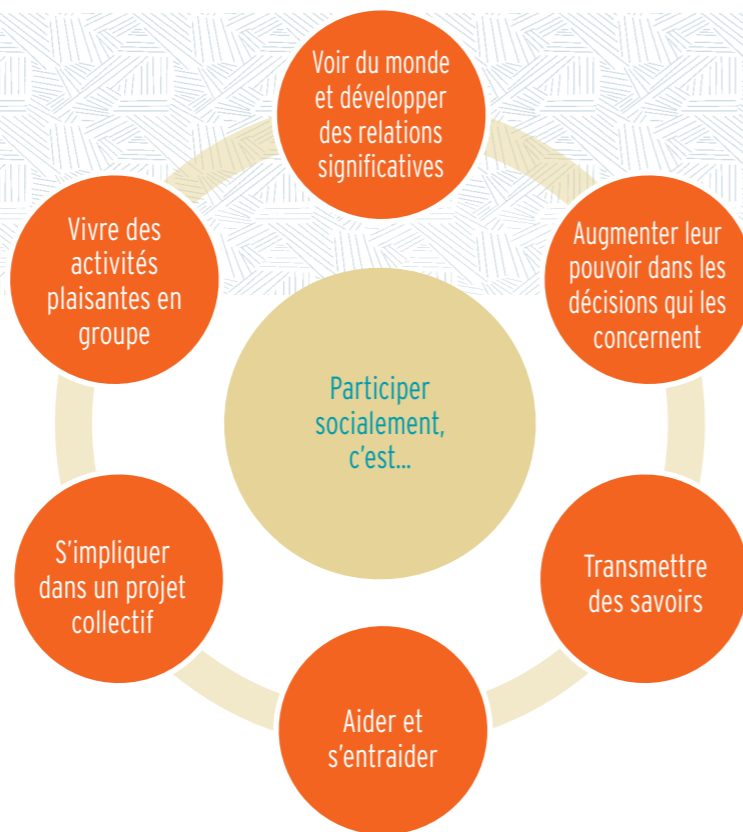 Voir du monde
et développer
des relations
significatives
Augmenter leur
pouvoir dans les
décisions qui les
concernent
Transmettre
des savoirs
Aider et
s'entraider
S'impliquer
dans un projet
collectif
Vivre des
activités
plaisantes en
groupe
Participer
socialement,
c'est...